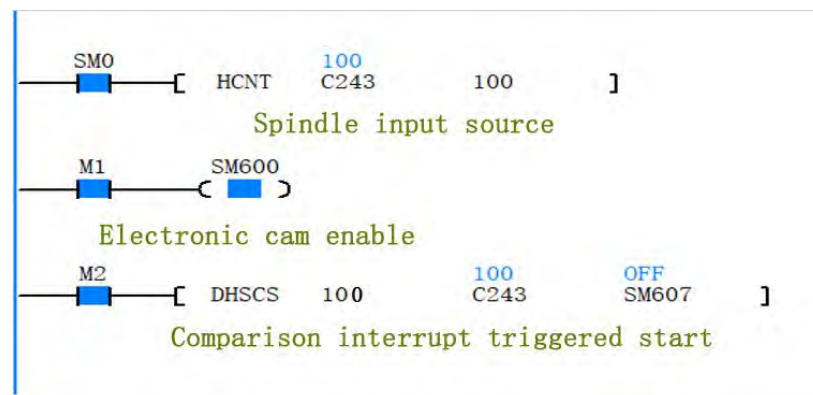 SM0 100
[ HCNT C243 100 ]
Spindle input source
M1 SM600
( )
Electronic cam enable
M2 100 OFF
[ DHSCS 100 C243 SM607 ]
Comparison interrupt triggered start